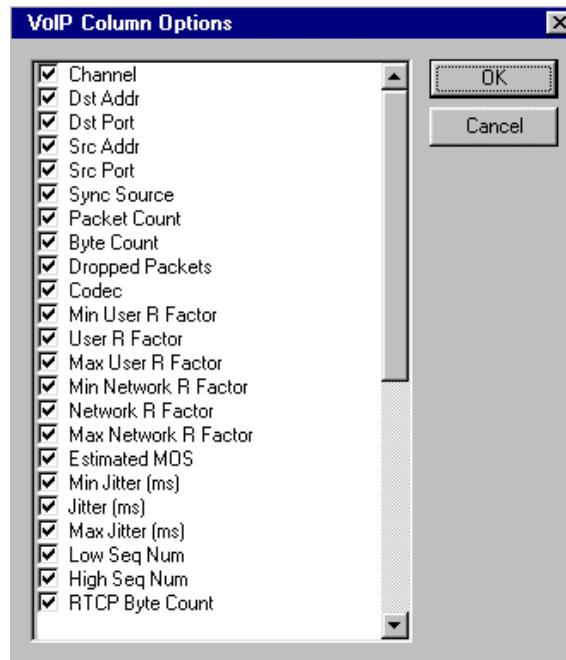 VoIP Column Options
Channel
Dst Addr
Dst Port
Src Addr
Src Port
Sync Source
Packet Count
Byte Count
Dropped Packets
Codec
Min User R Factor
User R Factor
Max User R Factor
Min Network R Factor
Network R Factor
Max Network R Factor
Estimated MOS
Min Jitter (ms)
Jitter (ms)
Max Jitter (ms)
Low Seq Num
High Seq Num
RTCP Byte Count
OK
Cancel